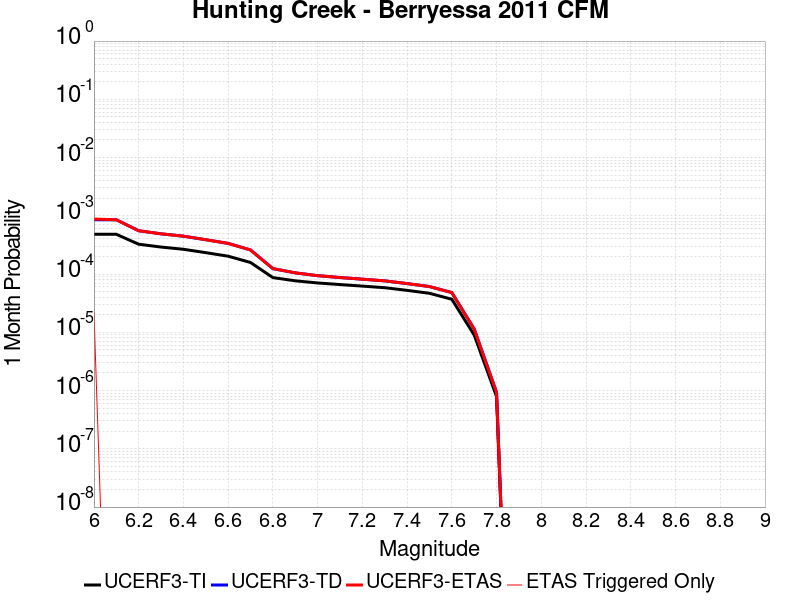 Hunting Creek - Berryessa 2011 CFM
1 Month Probability
10^0
10^-1
10^-2
10^-3
10^-4
10^-5
10^-6
10^-7
10^-8
6 6.2 6.4 6.6 6.8 7 7.2 7.4 7.6 7.8 8 8.2 8.4 8.6 8.8 9
Magnitude
UCERF3-TI UCERF3-TD UCERF3-ETAS ETAS Triggered Only